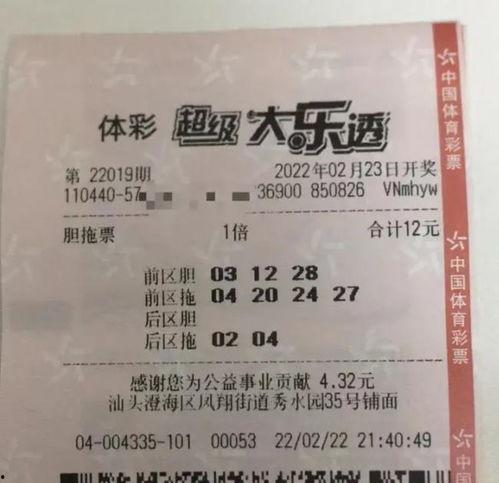 体彩 超级大乐透
第 22019期 2022年02月23日开奖
110440-57 36900 850826 VNmhyw
胆拖票 1倍 合计12元
前区胆 03 12 28
前区拖 04 20 24 27
后区胆
后区拖 02 04
感谢您为公益事业贡献 4.32元
汕头澄海区凤翔街道秀水园35号铺面
04-004335-101 00053 22/02/22 21:40:49
中国体育彩票
中国体育彩票
中国